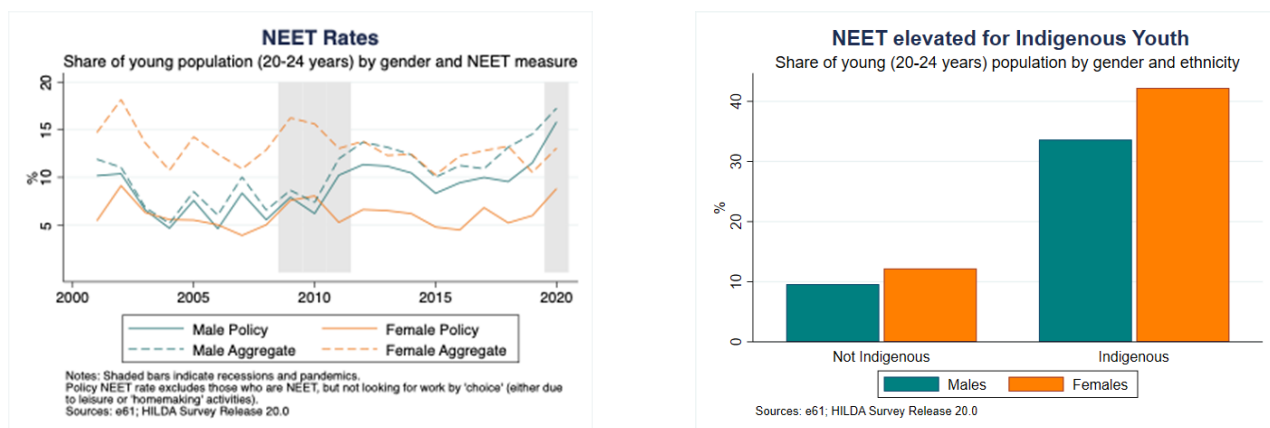 NEET Rates
Share of young population (20-24 years) by gender and NEET measure
20
15
10
5
%
2000
2005
2010
2015
2020
Male Policy
Female Policy
Male Aggregate
Female Aggregate
Notes: Shaded bars indicate recessions and pandemics.
Policy NEET rate excludes those who are NEET, but not looking for work by 'choice' (either due
to leisure or 'homemaking' activities).
Sources: e61; HILDA Survey Release 20.0
NEET elevated for Indigenous Youth
Share of young (20-24 years) population by gender and ethnicity
40
30
20
10
0
%
Not Indigenous
Indigenous
Males
Females
Sources: e61; HILDA Survey Release 20.0